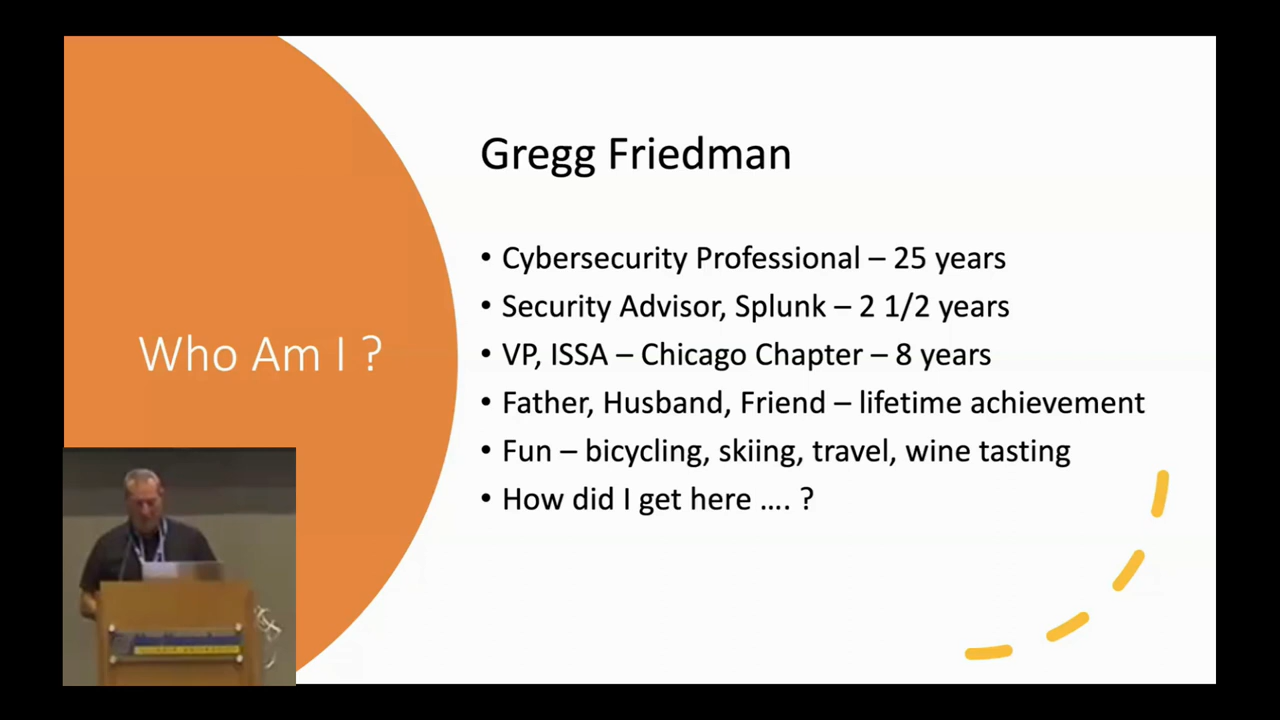 Who Am I ?
Gregg Friedman
• Cybersecurity Professional – 25 years
• Security Advisor, Splunk – 2 1/2 years
• VP, ISSA – Chicago Chapter – 8 years
• Father, Husband, Friend – lifetime achievement
• Fun – bicycling, skiing, travel, wine tasting
• How did I get here .... ?